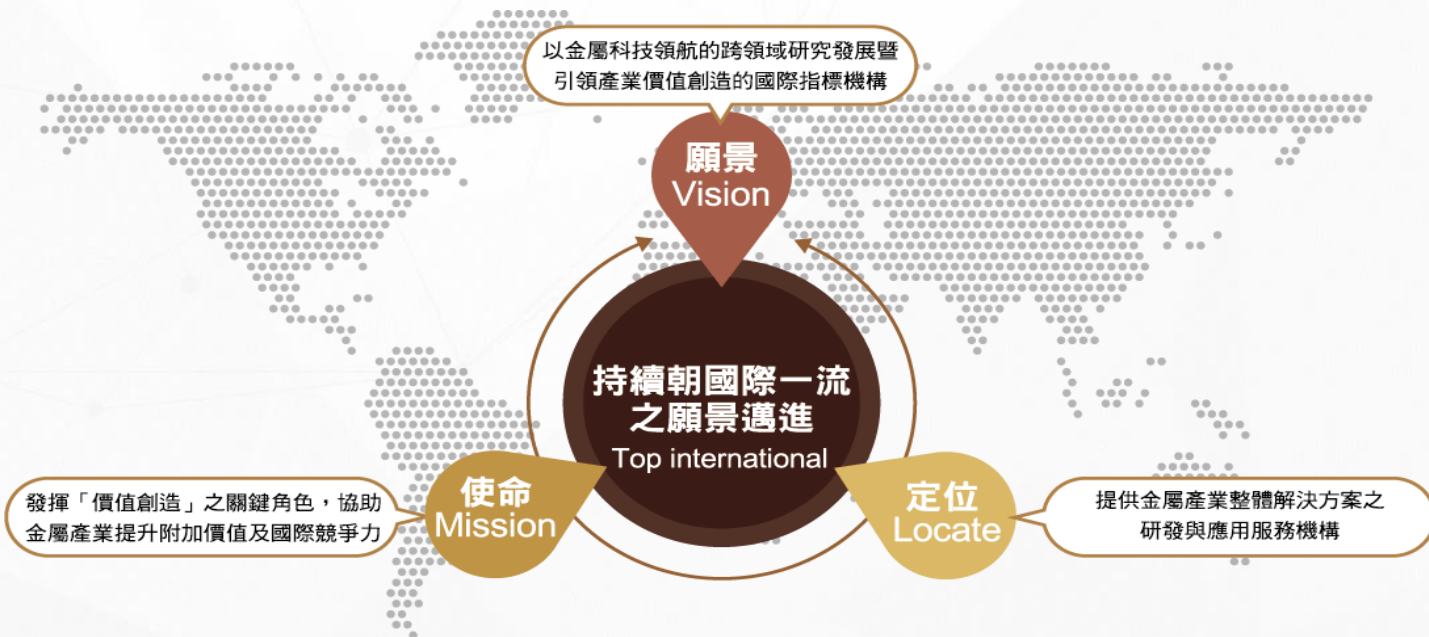 以金屬科技領航的跨領域研究發展暨
引領產業價值創造的國際指標機構
願景
Vision
持續朝國際一流
之願景邁進
Top international
使命
Mission
發揮「價值創造」之關鍵角色，協助
金屬產業提升附加價值及國際競爭力
定位
Locate
提供金屬產業整體解決方案之
研發與應用服務機構